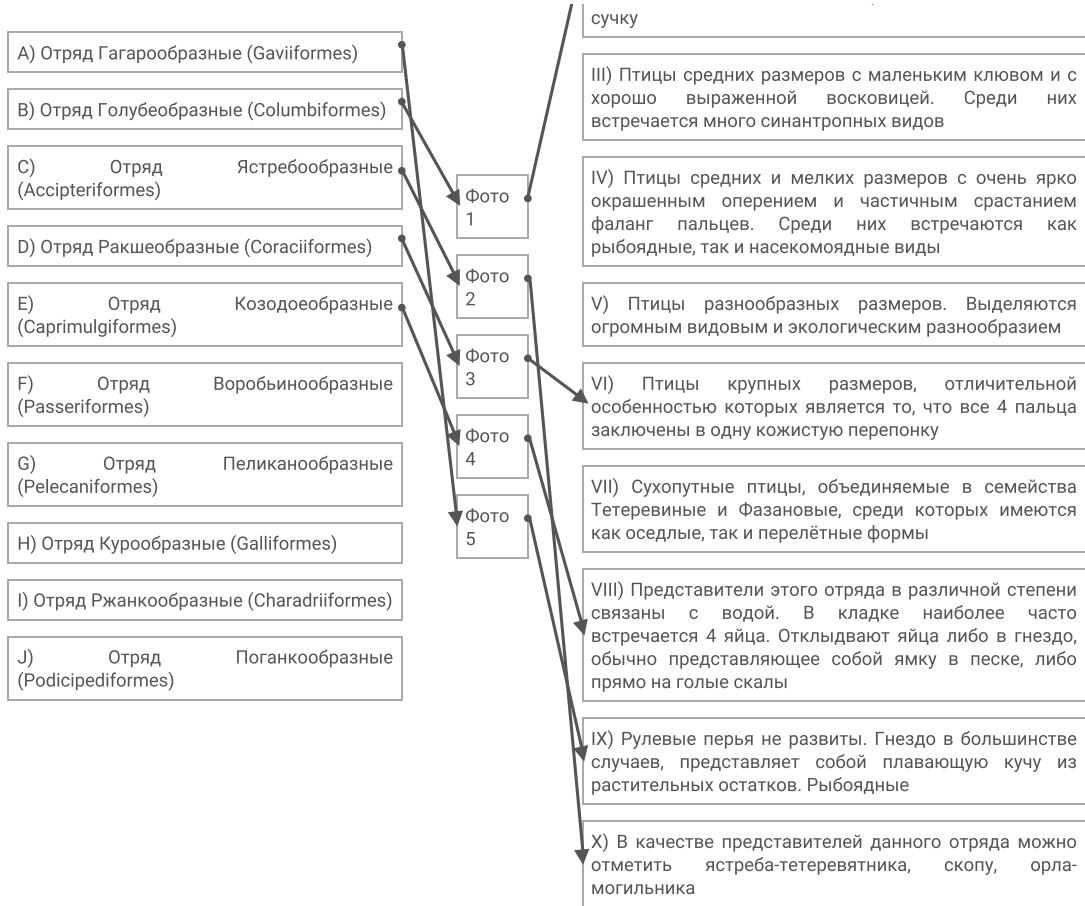 A) Отряд Гагарообразные (Gaviiformes)
B) Отряд Голубеобразные (Columbiformes)
C) Отряд Ястребообразные
(Accipteriformes)
D) Отряд Ракшеобразные (Coraciiformes)
E) Отряд Козодоеобразные
(Caprimulgiformes)
F) Отряд Воробьинообразные
(Passeriformes)
G) Отряд Пеликанообразные
(Pelecaniformes)
H) Отряд Курообразные (Galliformes)
I) Отряд Ржанкообразные (Charadriiformes)
J) Отряд Поганкообразные
(Podicipediformes)
Фото
1
Фото
2
Фото
3
Фото
4
Фото
5
сучку
III) Птицы средних размеров с маленьким клювом и с
хорошо выраженной восковицей. Среди них
встречается много синантропных видов
IV) Птицы средних и мелких размеров с очень ярко
окрашенным оперением и частичным срастанием
фаланг пальцев. Среди них встречаются как
рыбоядные, так и насекомоядные виды
V) Птицы разнообразных размеров. Выделяются
огромным видовым и экологическим разнообразием
VI) Птицы крупных размеров, отличительной
особенностью которых является то, что все 4 пальца
заключены в одну кожистую перепонку
VII) Сухопутные птицы, объединяемые в семейства
Тетеревиные и Фазановые, среди которых имеются
как оседлые, так и перелётные формы
VIII) Представители этого отряда в различной степени
связаны с водой. В кладке наиболее часто
встречается 4 яйца. Отклыдвают яйца либо в гнездо,
обычно представляющее собой ямку в песке, либо
прямо на голые скалы
IX) Рулевые перья не развиты. Гнездо в большинстве
случаев, представляет собой плавающую кучу из
растительных остатков. Рыбоядные
X) В качестве представителей данного отряда можно
отметить ястреба-тетеревятника, скопу, орла-
могильника